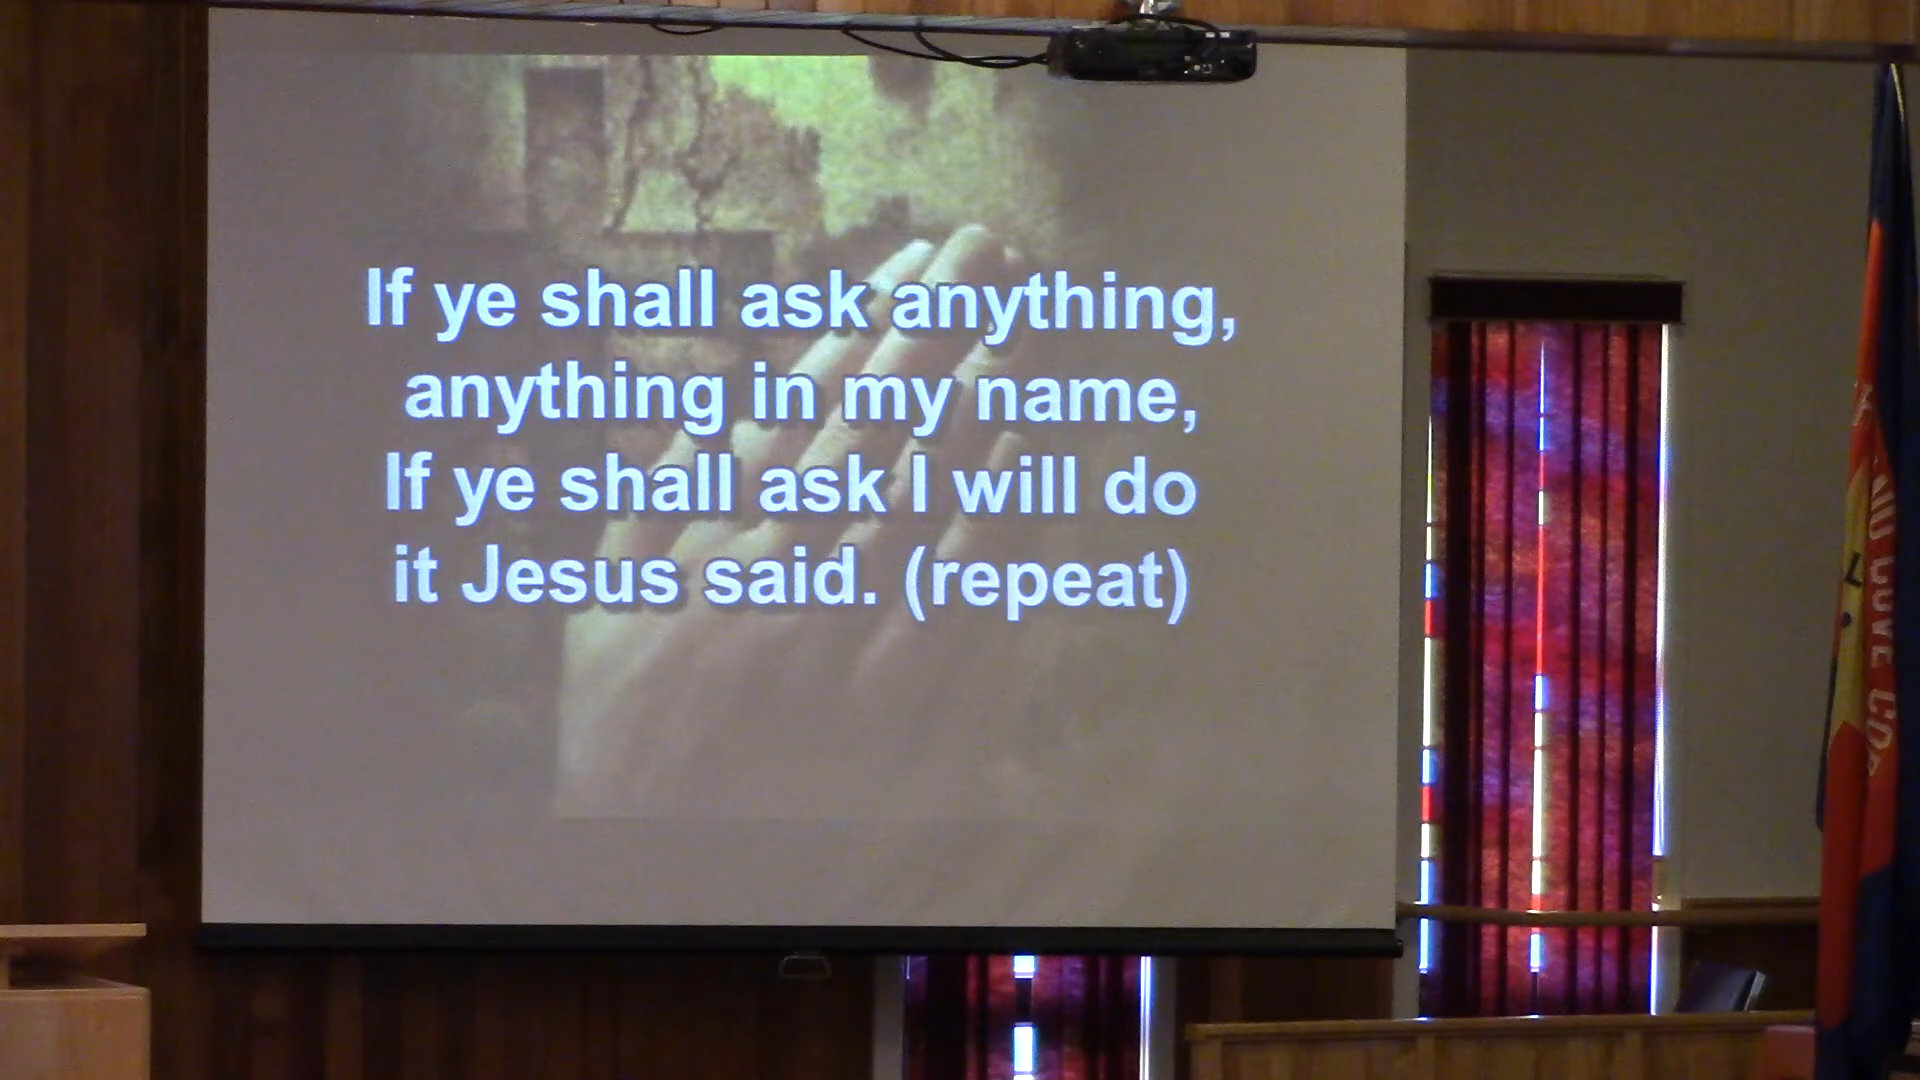 If ye shall ask anything,
anything in my name,
If ye shall ask I will do
it Jesus said. (repeat)